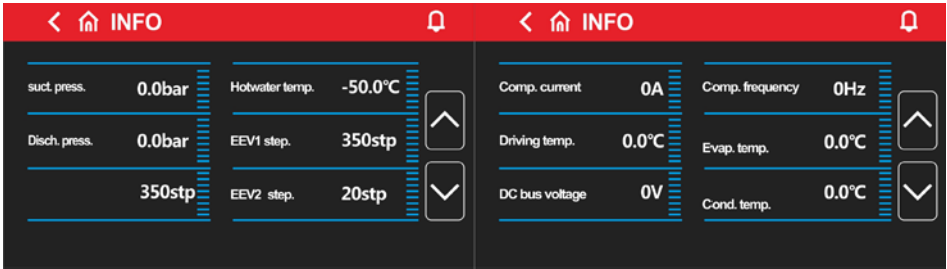 INFO
suct. press. 0.0bar
Hotwater temp. -50.0℃
Disch. press. 0.0bar
EEV1 step. 350stp
350stp
EEV2 step. 20stp
INFO
Comp. current 0A
Comp. frequency 0Hz
Driving temp. 0.0℃
Evap. temp. 0.0℃
DC bus voltage 0V
Cond. temp. 0.0℃